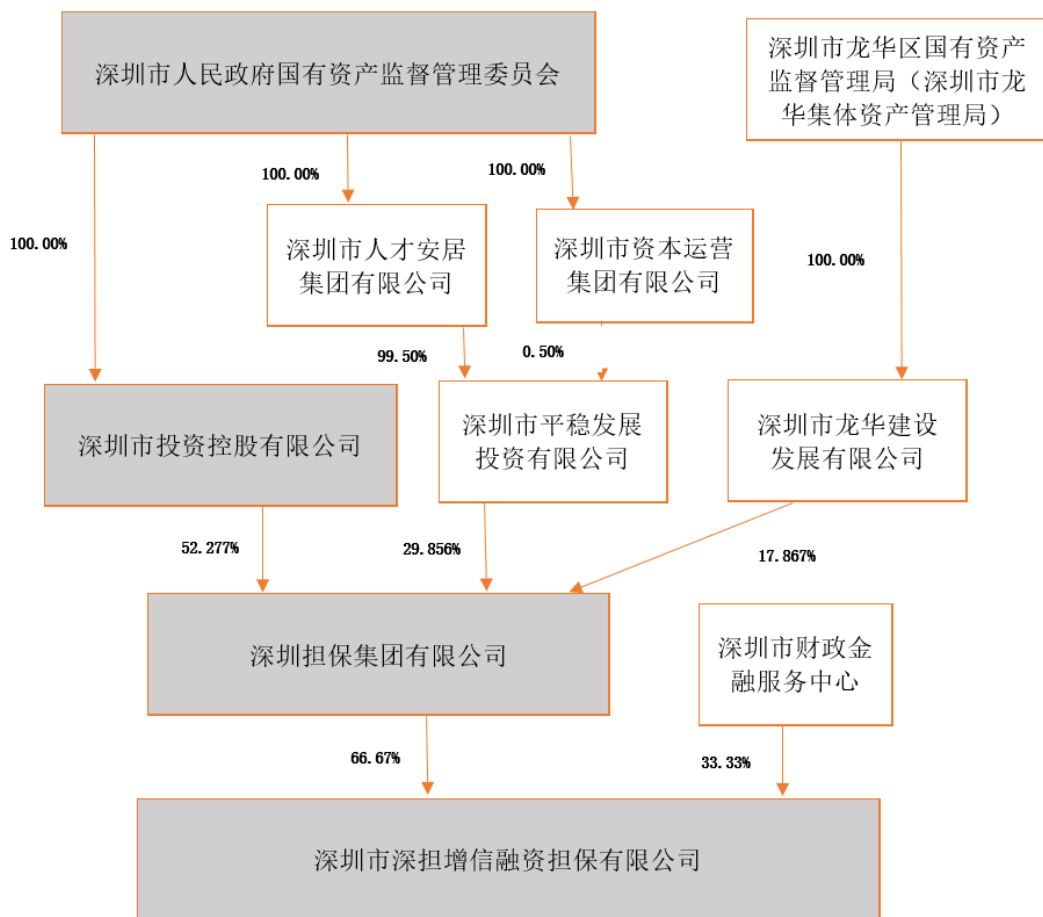 深圳市人民政府国有资产监督管理委员会
深圳市龙华区国有资产
监督管理局（深圳市龙
华集体资产管理局）
100.00%
100.00%
100.00%
100.00%
深圳市人才安居
集团有限公司
深圳市资本运营
集团有限公司
99.50%
0.50%
深圳市投资控股有限公司
深圳市平稳发展
投资有限公司
深圳市龙华建设
发展有限公司
52.277%
29.856%
17.867%
深圳担保集团有限公司
深圳市财政金
融服务中心
66.67%
33.33%
深圳市深担增信融资担保有限公司